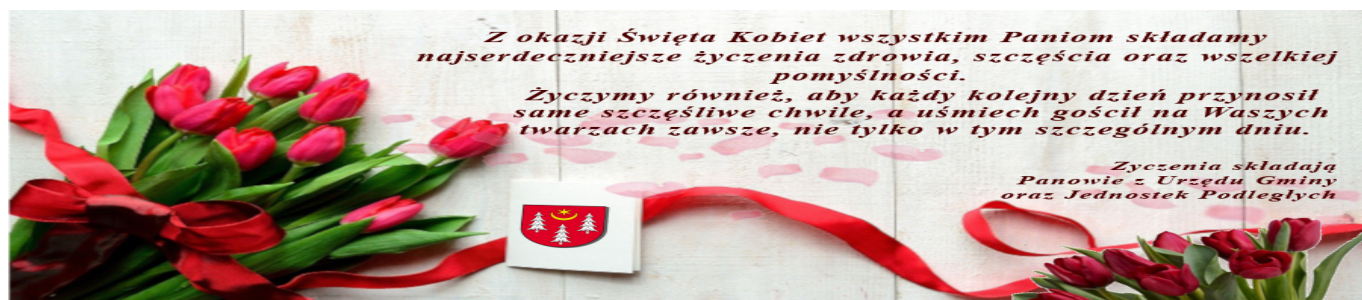 Z okazji Święta Kobiet wszystkim Paniom składamy
najserdeczniejsze życzenia zdrowia, szczęścia oraz wszelkiej
pomyślności.
Życzymy również, aby każdy kolejny dzień przynosił
same szczęśliwe chwile, a uśmiech gościł na Waszych
twarzach zawsze, nie tylko w tym szczególnym dniu.
Zyczenia składają
Panowie z Urzędu Gminy
oraz Jednostek Podległych